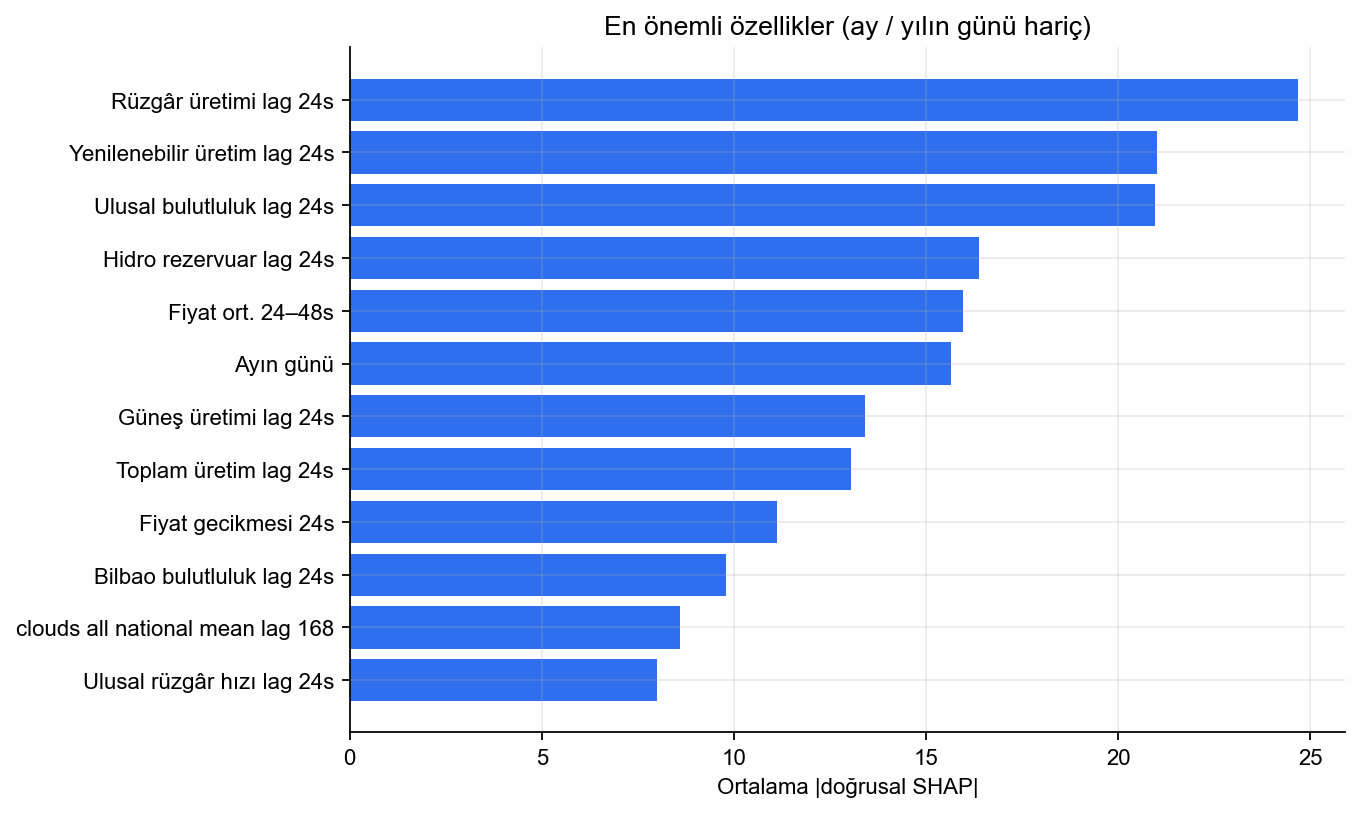 En önemli özellikler (ay / yılın günü hariç)
Rüzgâr üretimi lag 24s
Yenilenebilir üretim lag 24s
Ulusal bulutluluk lag 24s
Hidro rezervuar lag 24s
Fiyat ort. 24–48s
Ayın günü
Güneş üretimi lag 24s
Toplam üretim lag 24s
Fiyat gecikmesi 24s
Bilbao bulutluluk lag 24s
clouds all national mean lag 168
Ulusal rüzgâr hızı lag 24s
0 5 10 15 20 25
Ortalama |doğrusal SHAP|